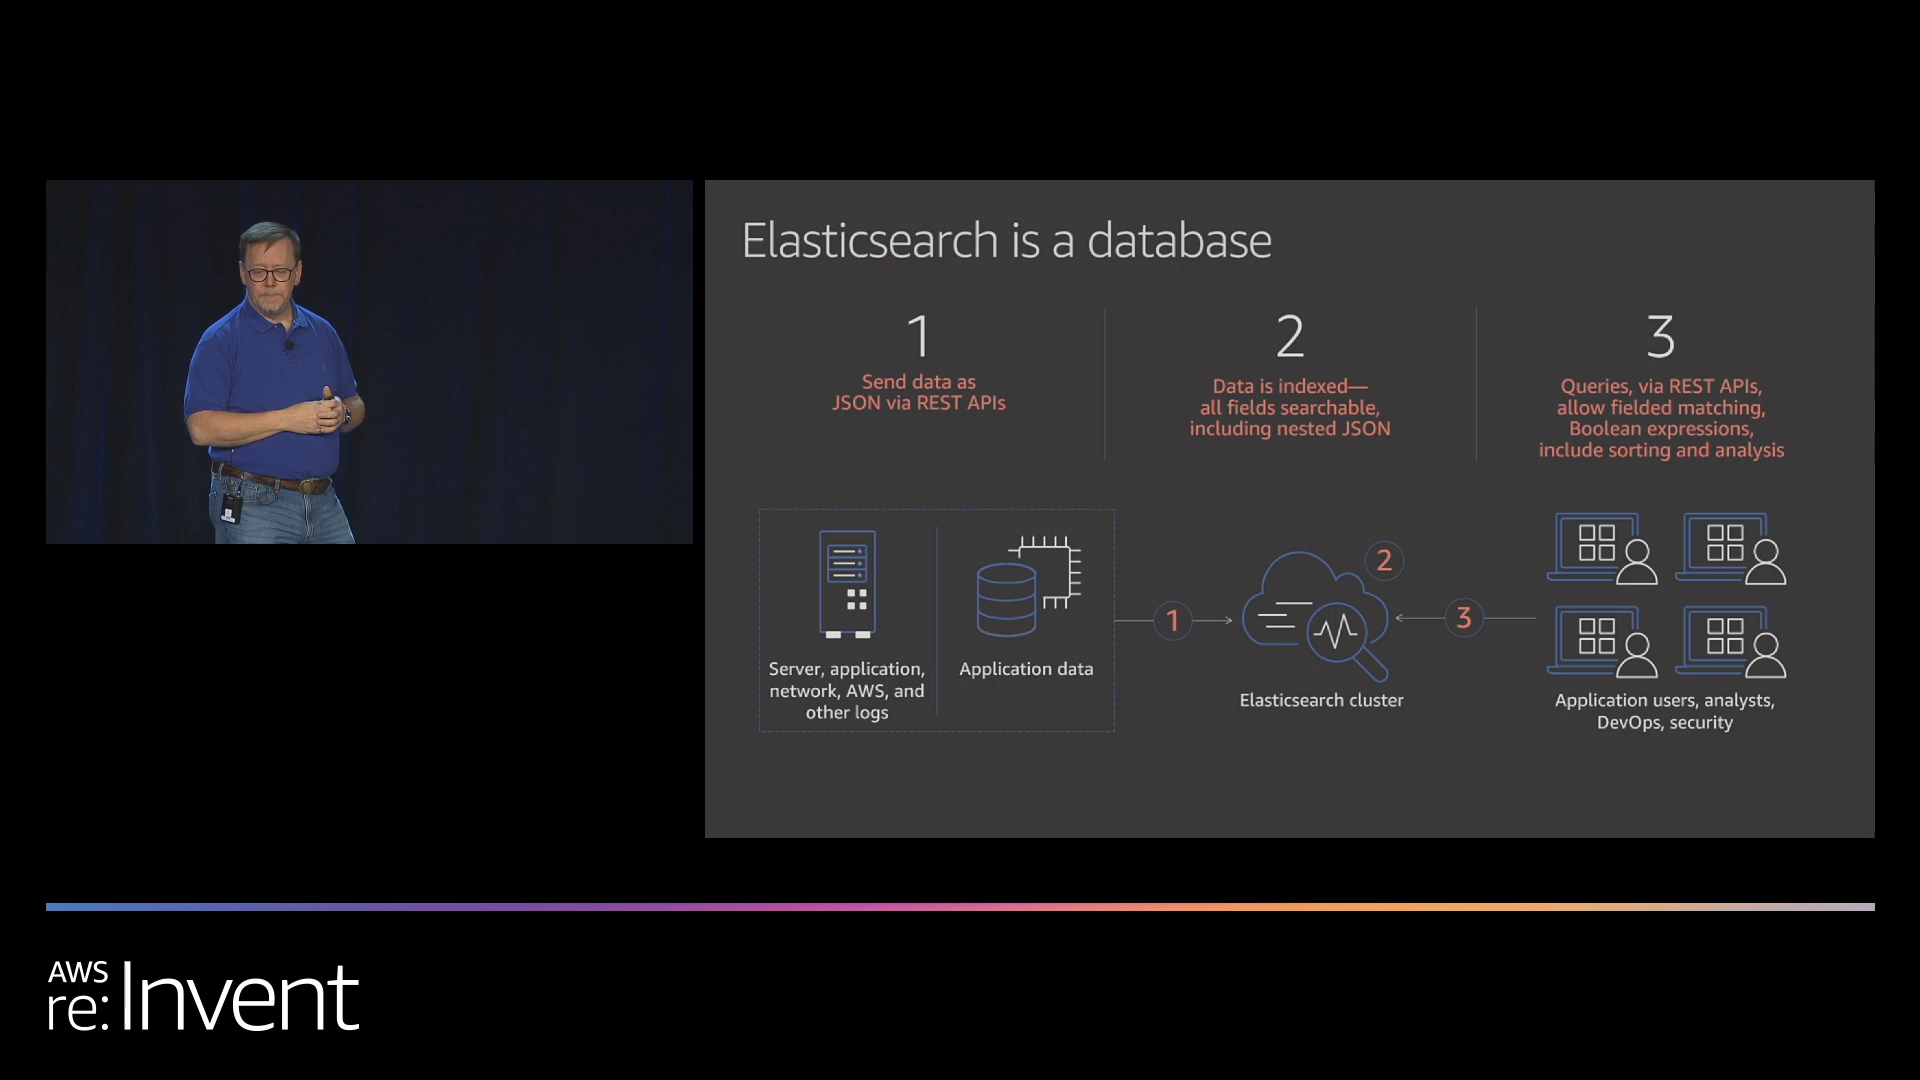 Elasticsearch is a database
1
Send data as
JSON via REST APIs
2
Data is indexed—
all fields searchable,
including nested JSON
3
Queries, via REST APIs,
allow fielded matching,
Boolean expressions,
include sorting and analysis
Server, application,
network, AWS, and
other logs
Application data
1
2
Elasticsearch cluster
3
Application users, analysts,
DevOps, security
AWS
re:Invent